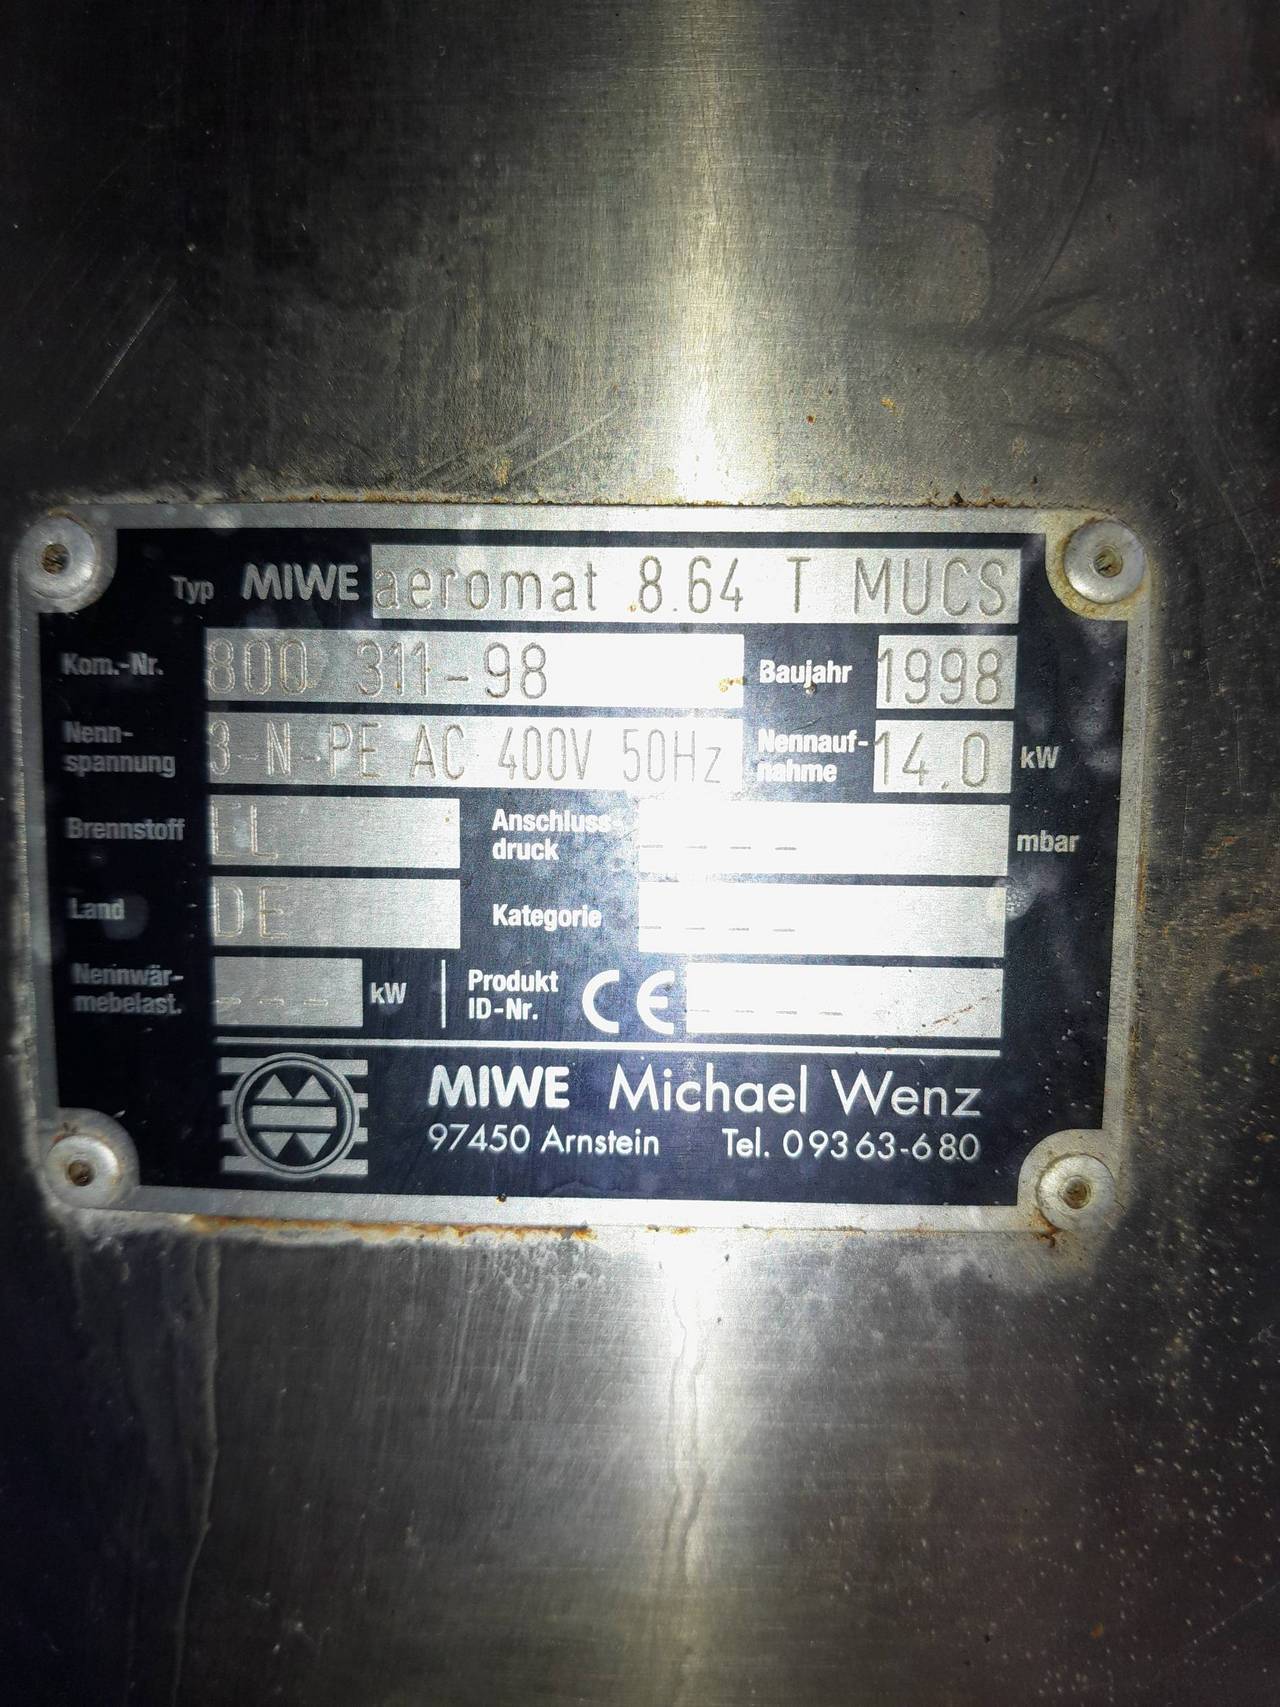 Typ MIWE aeromat 8.64 T MUCS
Kom.-Nr. 800 311-98 Baujahr 1998
Nenn-
spannung 3-N-PE AC 400V 50Hz Nennauf-
nahme 14.0 kW
Brennstoff EL Anschluss-
druck ---- mbar
Land DE Kategorie ----
Nennwär-
mebelast. --- kW Produkt
ID-Nr. CE ----
MIWE Michael Wenz
97450 Arnstein Tel. 09363-680